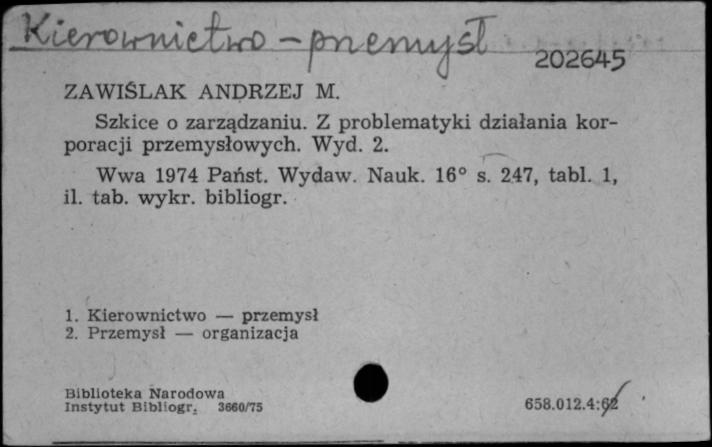 Kierownictwo – przemysł
202645
ZAWIŚLAK ANDRZEJ M.
Szkice o zarządzaniu. Z problematyki działania kor-
poracji przemysłowych. Wyd. 2.
Wwa 1974 Państ. Wydaw. Nauk. 16° s. 247, tabl. 1,
il. tab. wykr. bibliogr.
1. Kierownictwo — przemysł
2. Przemysł — organizacja
Biblioteka Narodowa
Instytut Bibliogr. 3660/75
658.012.4:62